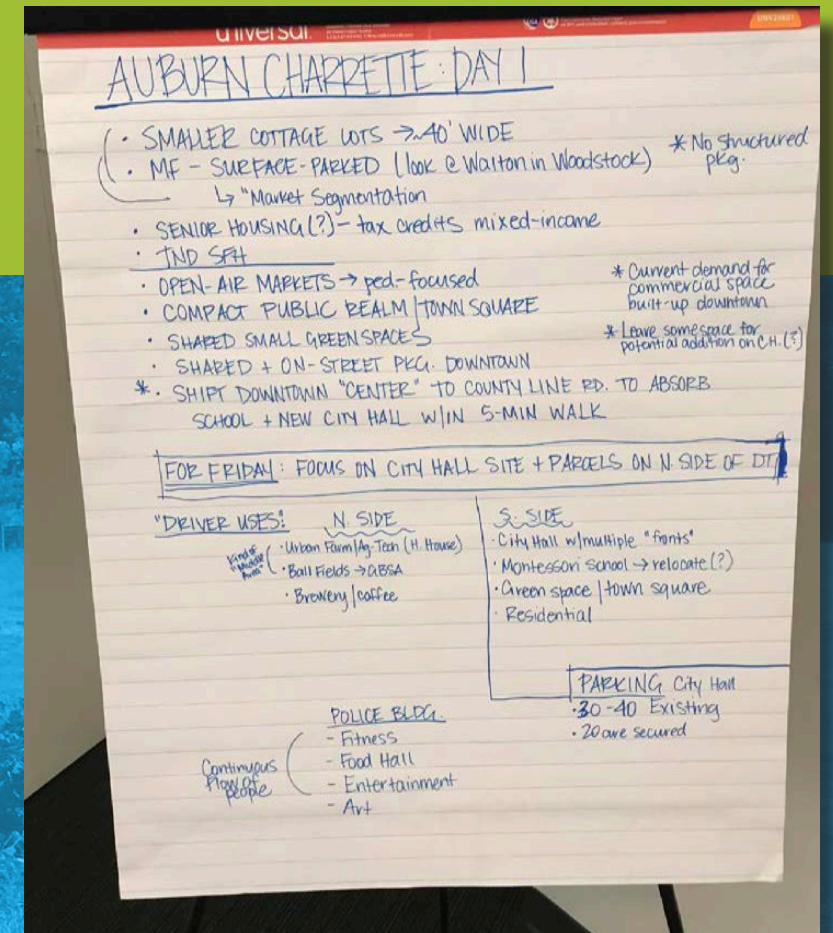 universal.
AUBURN CHARRETTE: DAY 1
· SMALLER COTTAGE LOTS → ~40' WIDE
· MF - SURFACE-PARKED (look @ Walton in Woodstock)
* No structured
pkg.
↳ "Market Segmentation
· SENIOR HOUSING (?) - tax credits mixed-income
· TND SFH
· OPEN-AIR MARKETS → ped-focused
· COMPACT PUBLIC REALM/TOWN SQUARE
· SHARED SMALL GREEN SPACES
· SHARED + ON-STREET PKG. DOWNTOWN
* Current demand for
commercial space
built-up downtown
* Leave some space for
potential addition on C.H. (?)
*· SHIFT DOWNTOWN "CENTER" TO COUNTY LINE RD. TO ABSORB
SCHOOL + NEW CITY HALL W/IN 5-MIN WALK
FOR FRIDAY: FOCUS ON CITY HALL SITE + PARCELS ON N. SIDE OF DT
"DRIVER USES:"
N. SIDE
Kind of
"Middle
Area"
· Urban Farm/Ag-Tech (H. House)
· Ball Fields → GBSA
· Brewery/coffee
S. SIDE
· City Hall w/multiple "fronts"
· Montessori School → relocate (?)
· Green space/town square
· Residential
PARKING City Hall
· 30-40 Existing
· 20 are secured
POLICE BLDG.
Continuous
Flow of
people
- Fitness
- Food Hall
- Entertainment
- Art